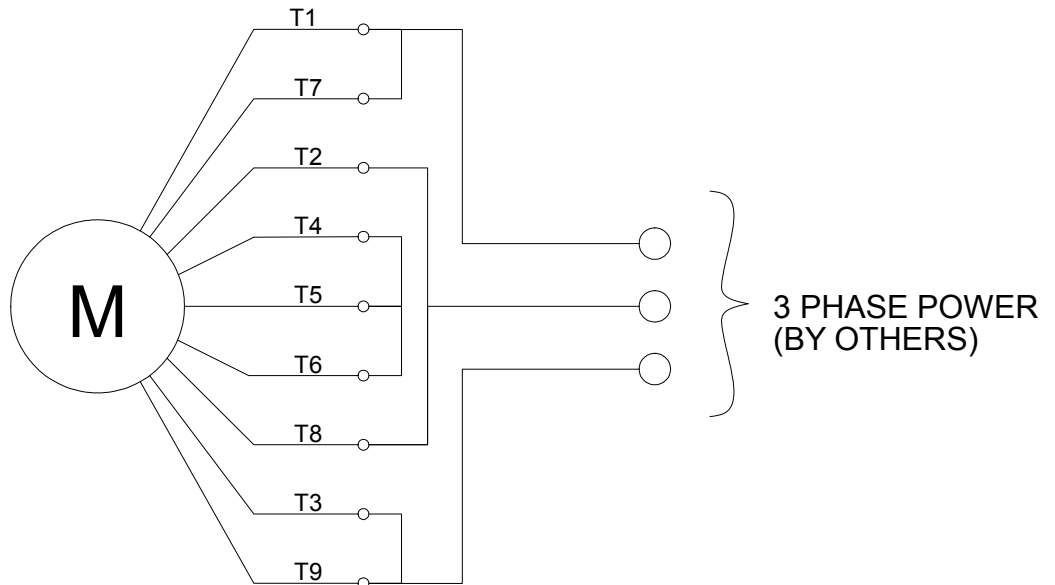 T1
T7
T2
T4
M
T5
T6
T8
T3
T9
3 PHASE POWER
(BY OTHERS)